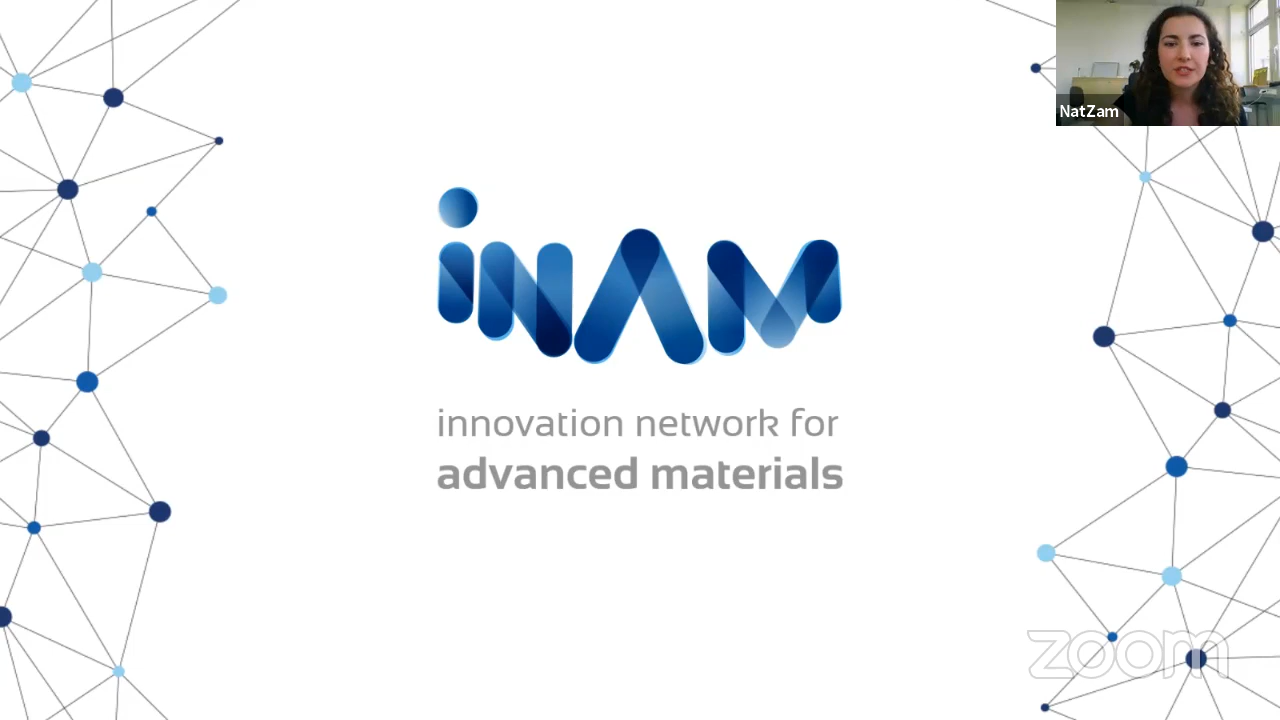 NatZam
inam
innovation network for
advanced materials
zoom